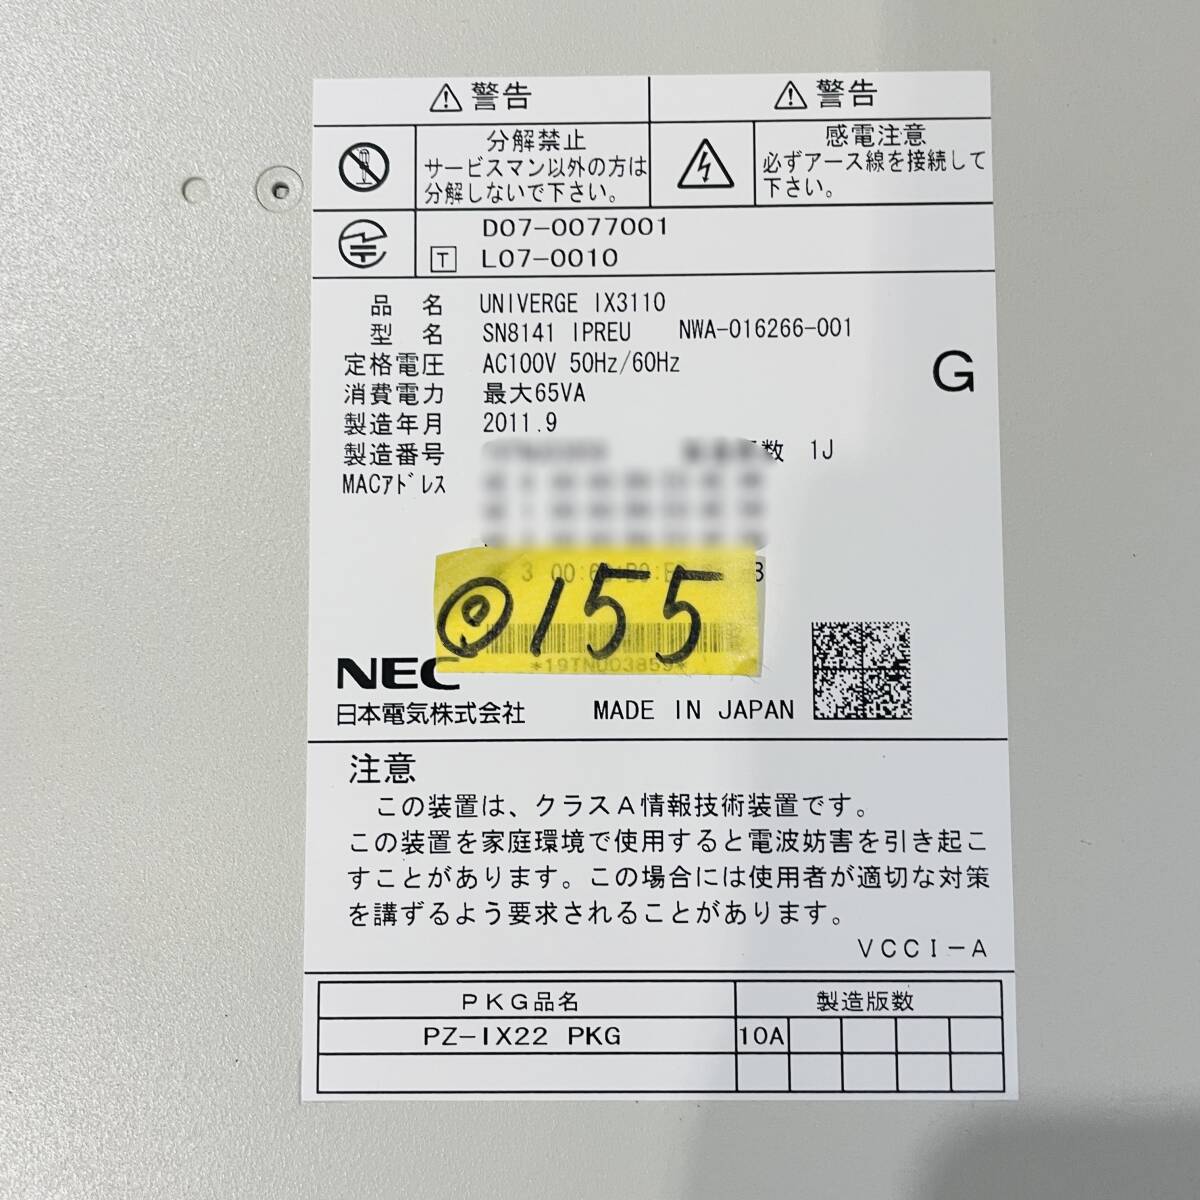 警告
警告
分解禁止
サービスマン以外の方は
分解しないで下さい。
感電注意
必ずアース線を接続して
下さい。
D07-0077001
T L07-0010
品 名 UNIVERGE IX3110
型 名 SN8141 IPREU NWA-016266-001
定格電圧 AC100V 50Hz/60Hz
消費電力 最大65VA
製造年月 2011.9
G
製造番号 数 1J
MACアドレス
3 00:6
155
*19TN003859*
NEC
日本電気株式会社 MADE IN JAPAN
注意
この装置は、クラスA情報技術装置です。
この装置を家庭環境で使用すると電波妨害を引き起こ
すことがあります。この場合には使用者が適切な対策
を講ずるよう要求されることがあります。
VCCI-A
PKG品名 製造版数
PZ-IX22 PKG 10A